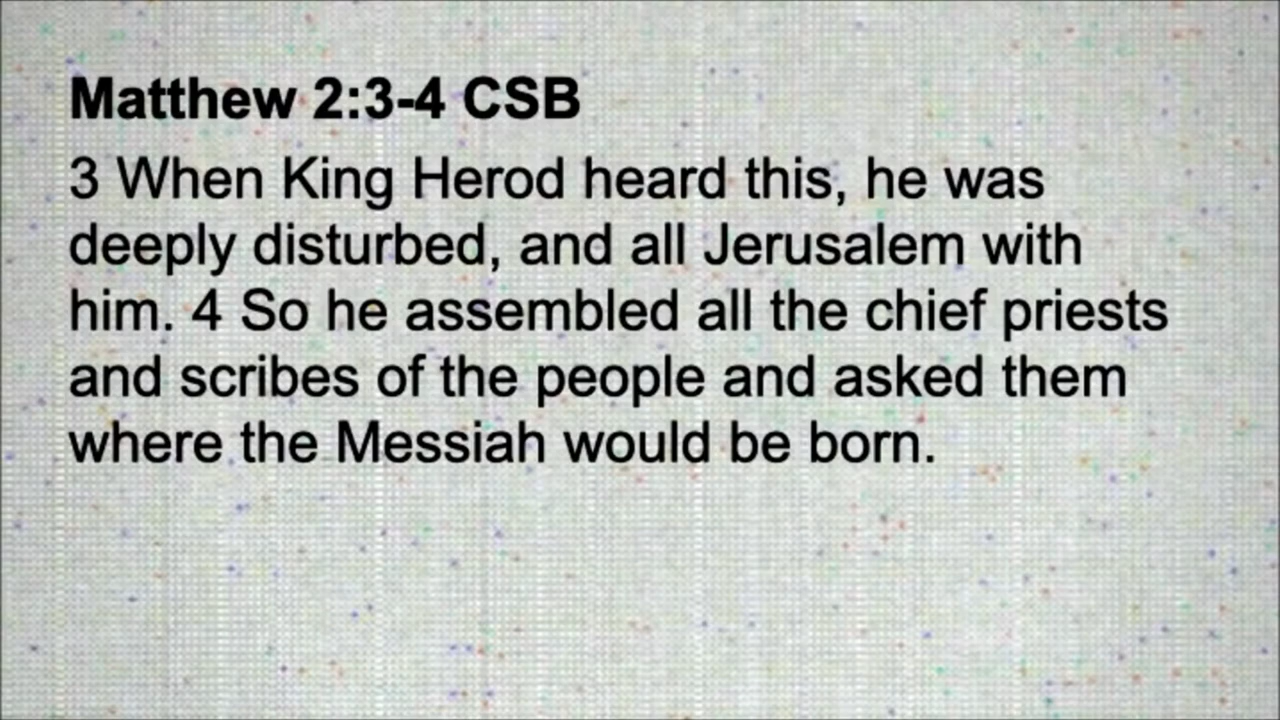 Matthew 2:3-4 CSB
3 When King Herod heard this, he was
deeply disturbed, and all Jerusalem with
him. 4 So he assembled all the chief priests
and scribes of the people and asked them
where the Messiah would be born.